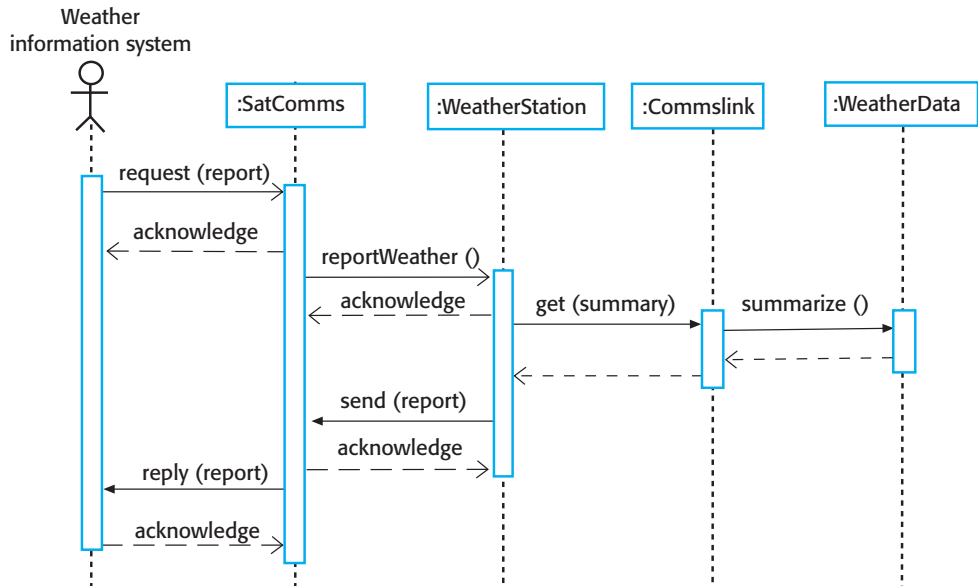 Weather
information system
:SatComms
:WeatherStation
:Commslink
:WeatherData
request (report)
acknowledge
reportWeather ()
acknowledge
get (summary)
summarize ()
send (report)
acknowledge
reply (report)
acknowledge